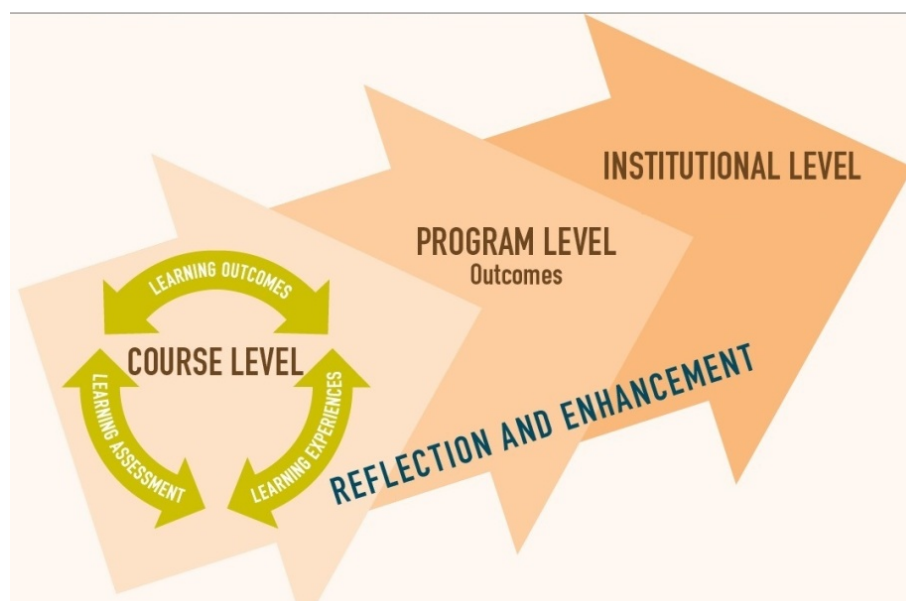 INSTITUTIONAL LEVEL
PROGRAM LEVEL
Outcomes
LEARNING OUTCOMES
COURSE LEVEL
LEARNING ASSESSMENT
LEARNING EXPERIENCES
REFLECTION AND ENHANCEMENT